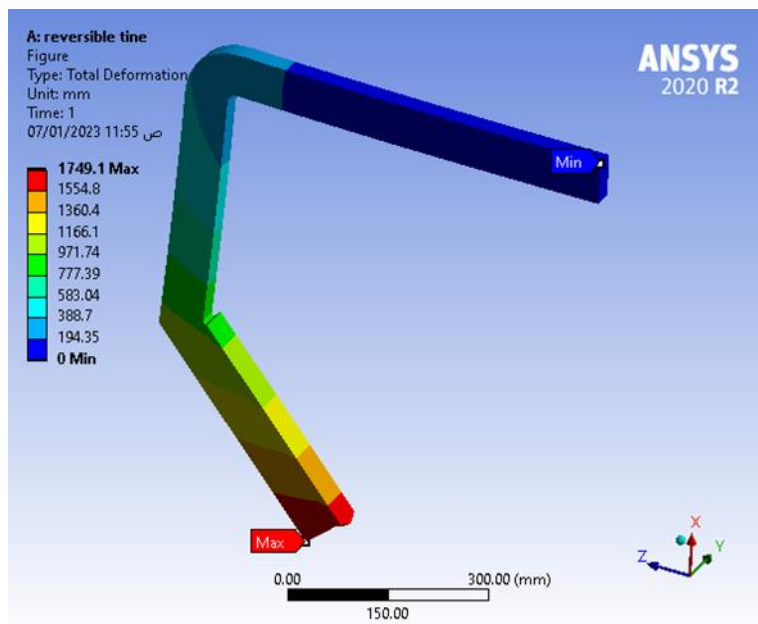 A: reversible tine
Figure
Type: Total Deformation
Unit: mm
Time: 1
07/01/2023 11:55 ص
ANSYS
2020 R2
1749.1 Max
1554.8
1360.4
1166.1
971.74
777.39
583.04
388.7
194.35
0 Min
Min
Max
0.00
300.00 (mm)
150.00
X
Y
Z